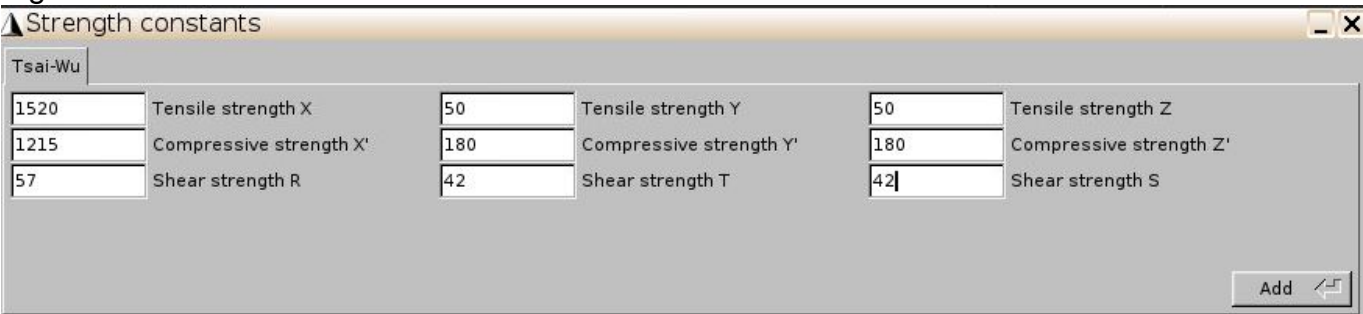 Strength constants
Tsai-Wu
1520 Tensile strength X 50 Tensile strength Y 50 Tensile strength Z
1215 Compressive strength X' 180 Compressive strength Y' 180 Compressive strength Z'
57 Shear strength R 42 Shear strength T 42 Shear strength S
Add